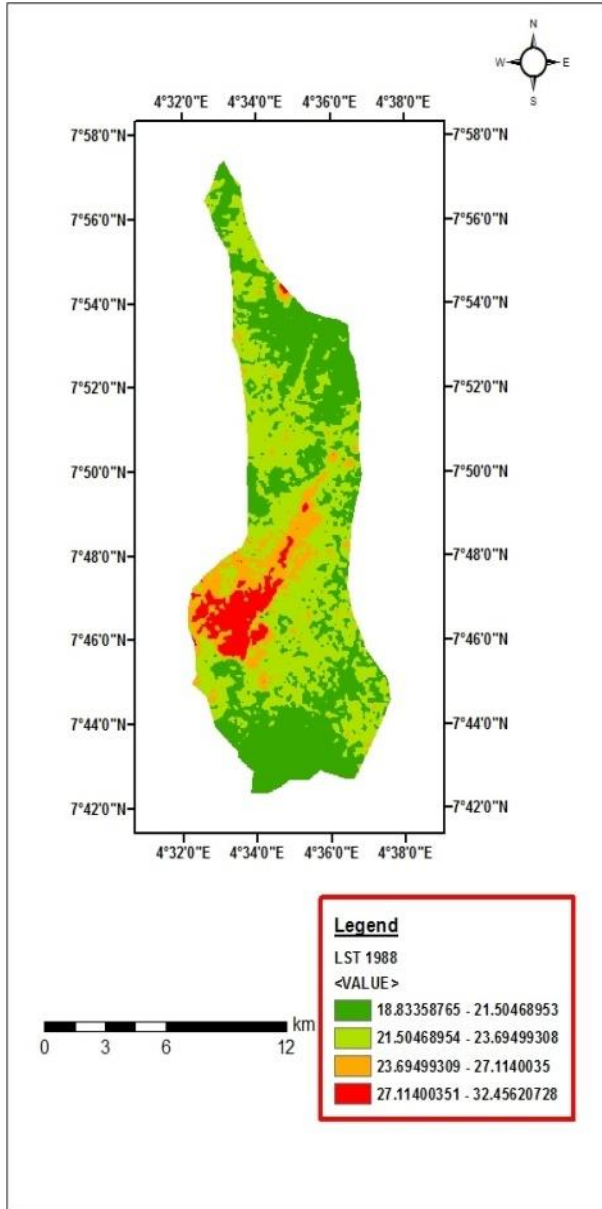 N
W E
S
4°32'0"E 4°34'0"E 4°36'0"E 4°38'0"E
7°58'0"N 7°58'0"N
7°56'0"N 7°56'0"N
7°54'0"N 7°54'0"N
7°52'0"N 7°52'0"N
7°50'0"N 7°50'0"N
7°48'0"N 7°48'0"N
7°46'0"N 7°46'0"N
7°44'0"N 7°44'0"N
7°42'0"N 7°42'0"N
4°32'0"E 4°34'0"E 4°36'0"E 4°38'0"E
Legend
LST 1988
<VALUE>
18.83358765 - 21.50468953
21.50468954 - 23.69499308
23.69499309 - 27.1140035
27.11400351 - 32.45620728
km
0 3 6 12